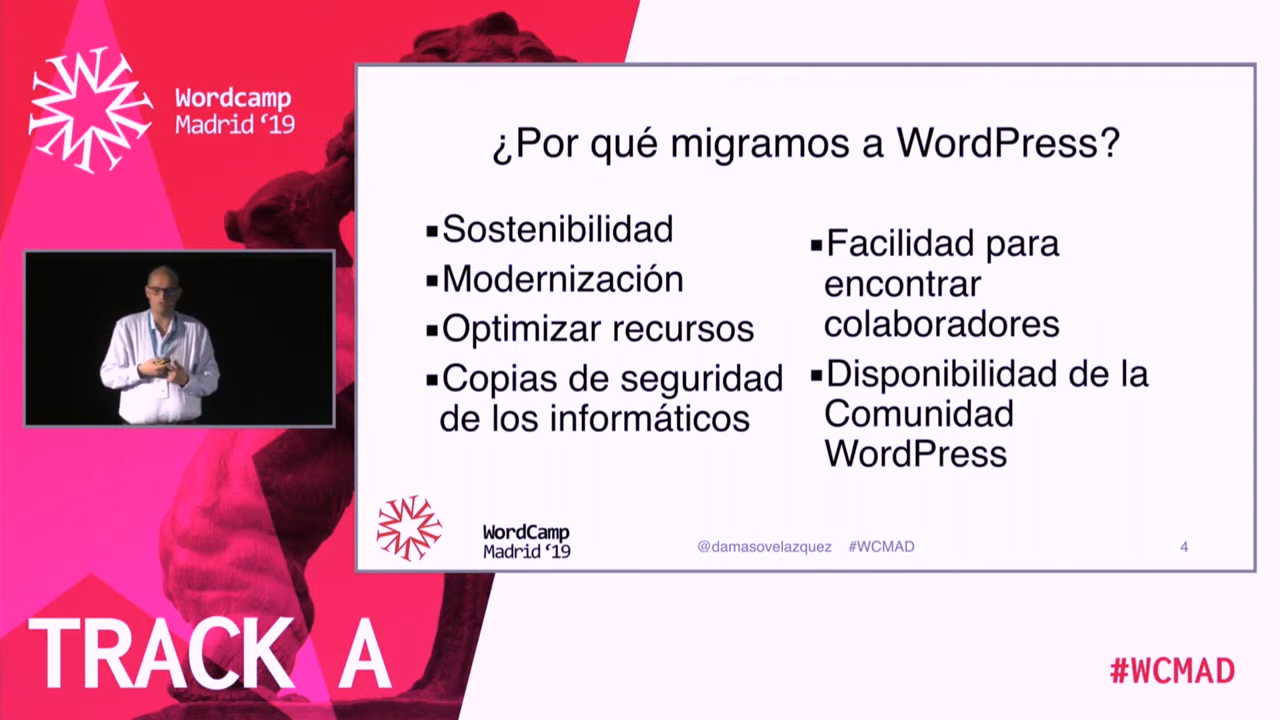 Wordcamp
Madrid ‘19
¿Por qué migramos a WordPress?
▪Sostenibilidad
▪Modernización
▪Optimizar recursos
▪Copias de seguridad
de los informáticos
▪Facilidad para
encontrar
colaboradores
▪Disponibilidad de la
Comunidad
WordPress
WordCamp
Madrid ‘19
@damasovelazquez #WCMAD
4
TRACK A
#WCMAD